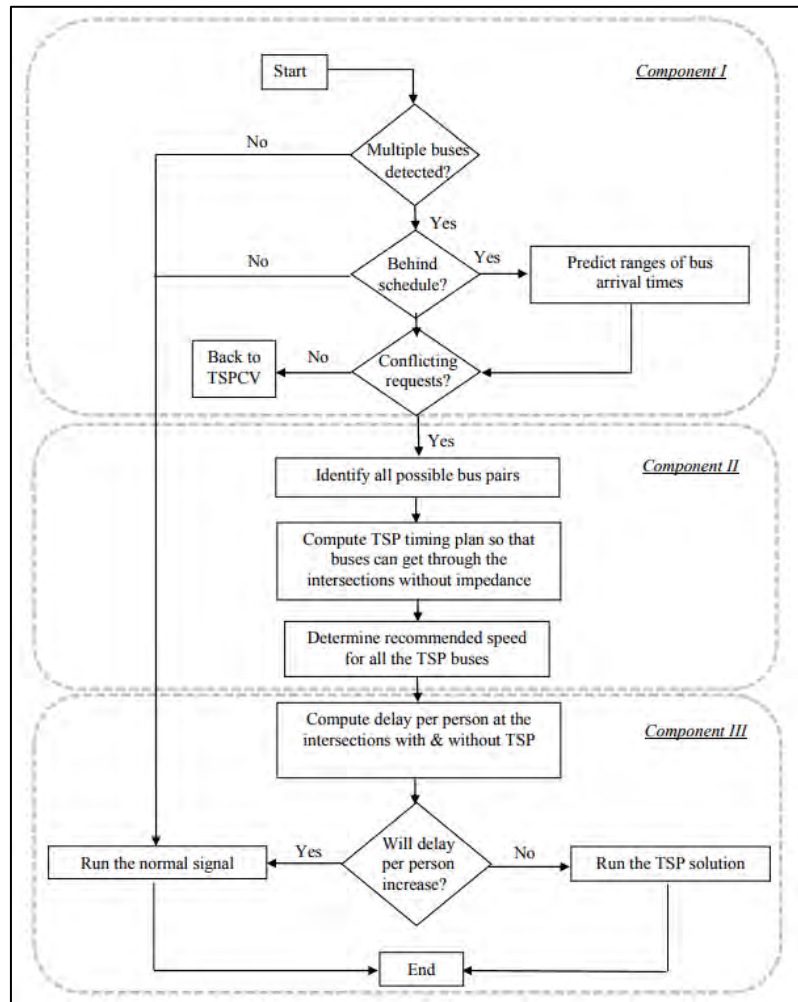 Start
Component I
No
Multiple buses
detected?
Yes
No
Behind
schedule?
Yes
Predict ranges of bus
arrival times
Back to
TSPCV
No
Conflicting
requests?
Yes
Identify all possible bus pairs
Component II
Compute TSP timing plan so that
buses can get through the
intersections without impedance
Determine recommended speed
for all the TSP buses
Compute delay per person at the
intersections with & without TSP
Component III
Run the normal signal
Yes
Will delay
per person
increase?
No
Run the TSP solution
End